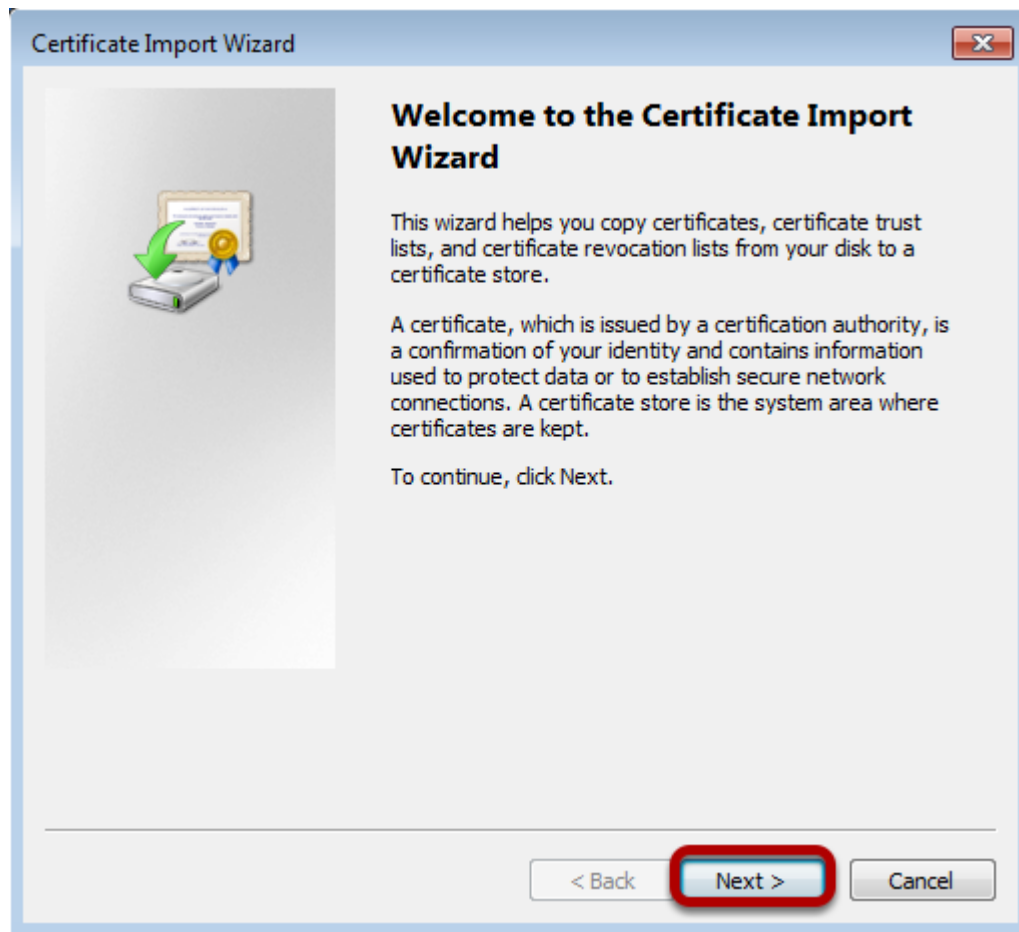 Certificate Import Wizard
Welcome to the Certificate Import
Wizard
This wizard helps you copy certificates, certificate trust
lists, and certificate revocation lists from your disk to a
certificate store.
A certificate, which is issued by a certification authority, is
a confirmation of your identity and contains information
used to protect data or to establish secure network
connections. A certificate store is the system area where
certificates are kept.
To continue, click Next.
< Back
Next >
Cancel